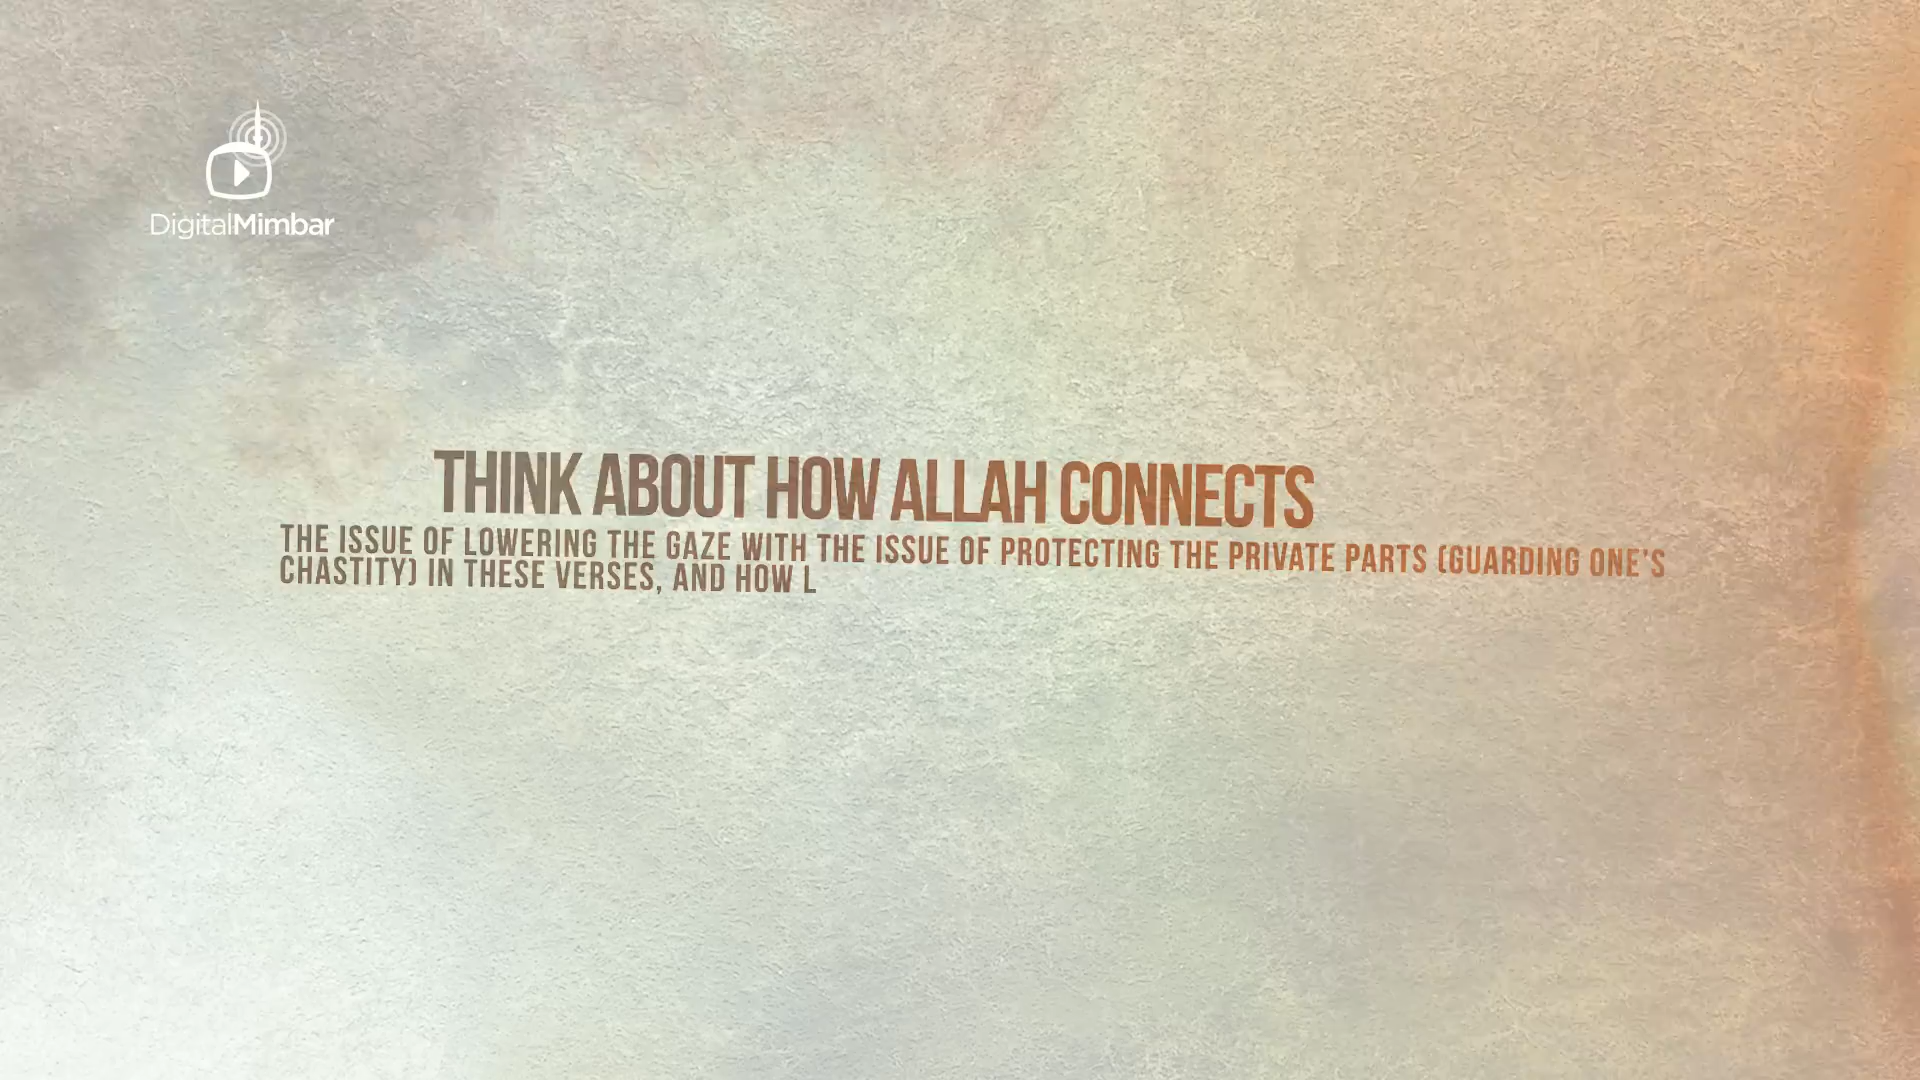 DigitalMimbar
THINK ABOUT HOW ALLAH CONNECTS
THE ISSUE OF LOWERING THE GAZE WITH THE ISSUE OF PROTECTING THE PRIVATE PARTS (GUARDING ONE'S
CHASTITY) IN THESE VERSES, AND HOW L